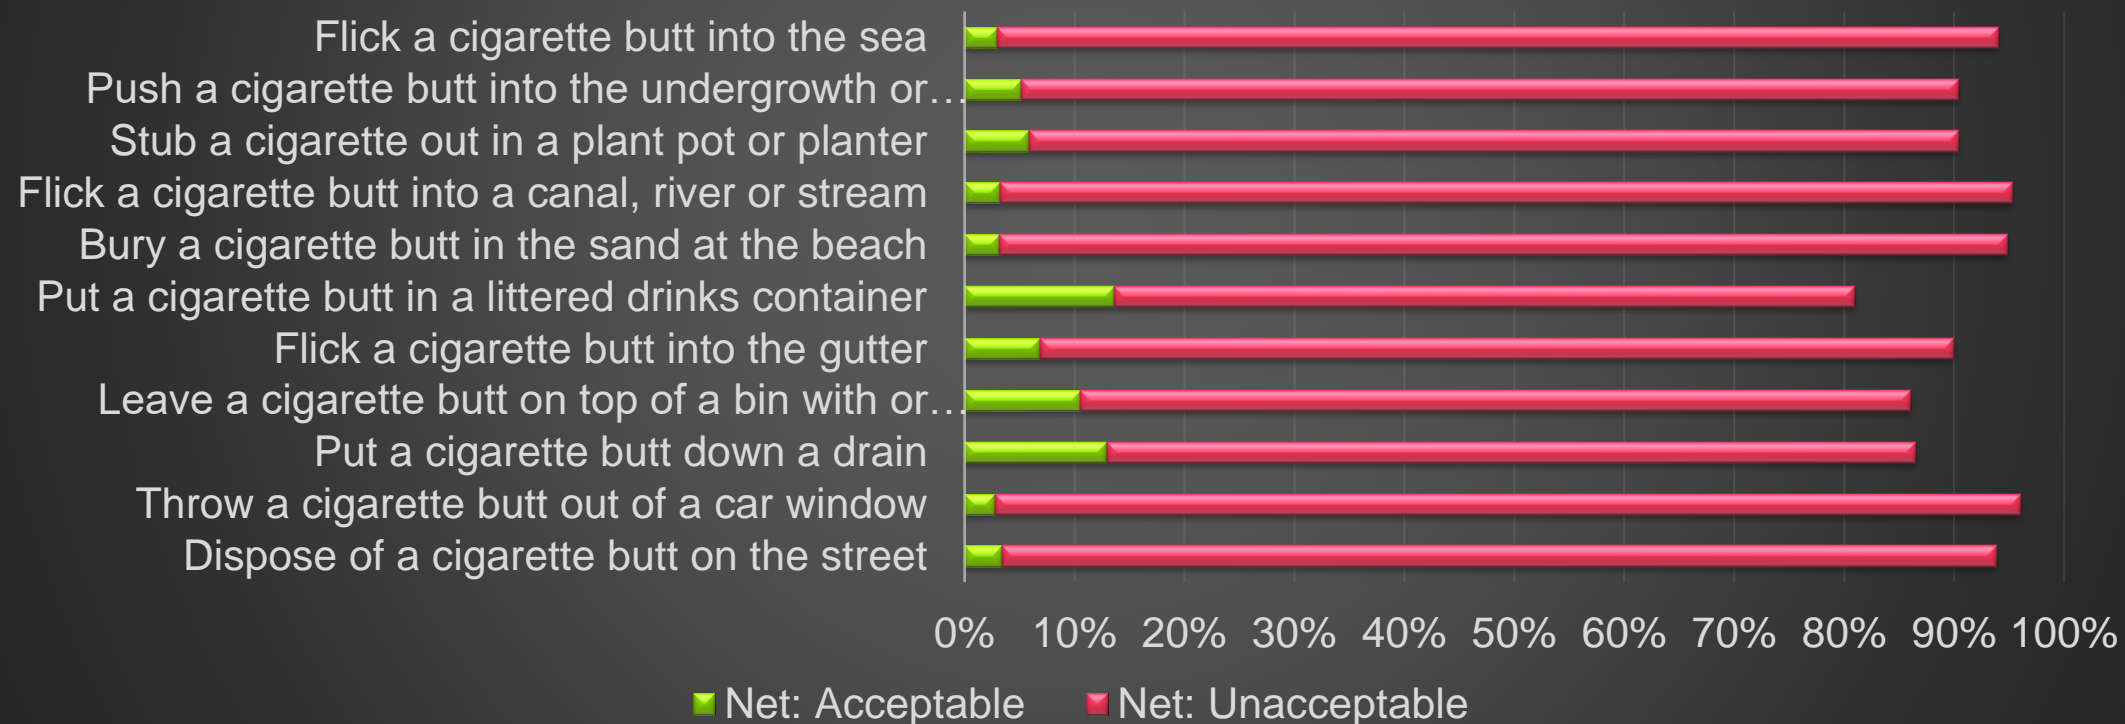 Flick a cigarette butt into the sea
Push a cigarette butt into the undergrowth or…
Stub a cigarette out in a plant pot or planter
Flick a cigarette butt into a canal, river or stream
Bury a cigarette butt in the sand at the beach
Put a cigarette butt in a littered drinks container
Flick a cigarette butt into the gutter
Leave a cigarette butt on top of a bin with or…
Put a cigarette butt down a drain
Throw a cigarette butt out of a car window
Dispose of a cigarette butt on the street
0% 10% 20% 30% 40% 50% 60% 70% 80% 90% 100%
Net: Acceptable Net: Unacceptable